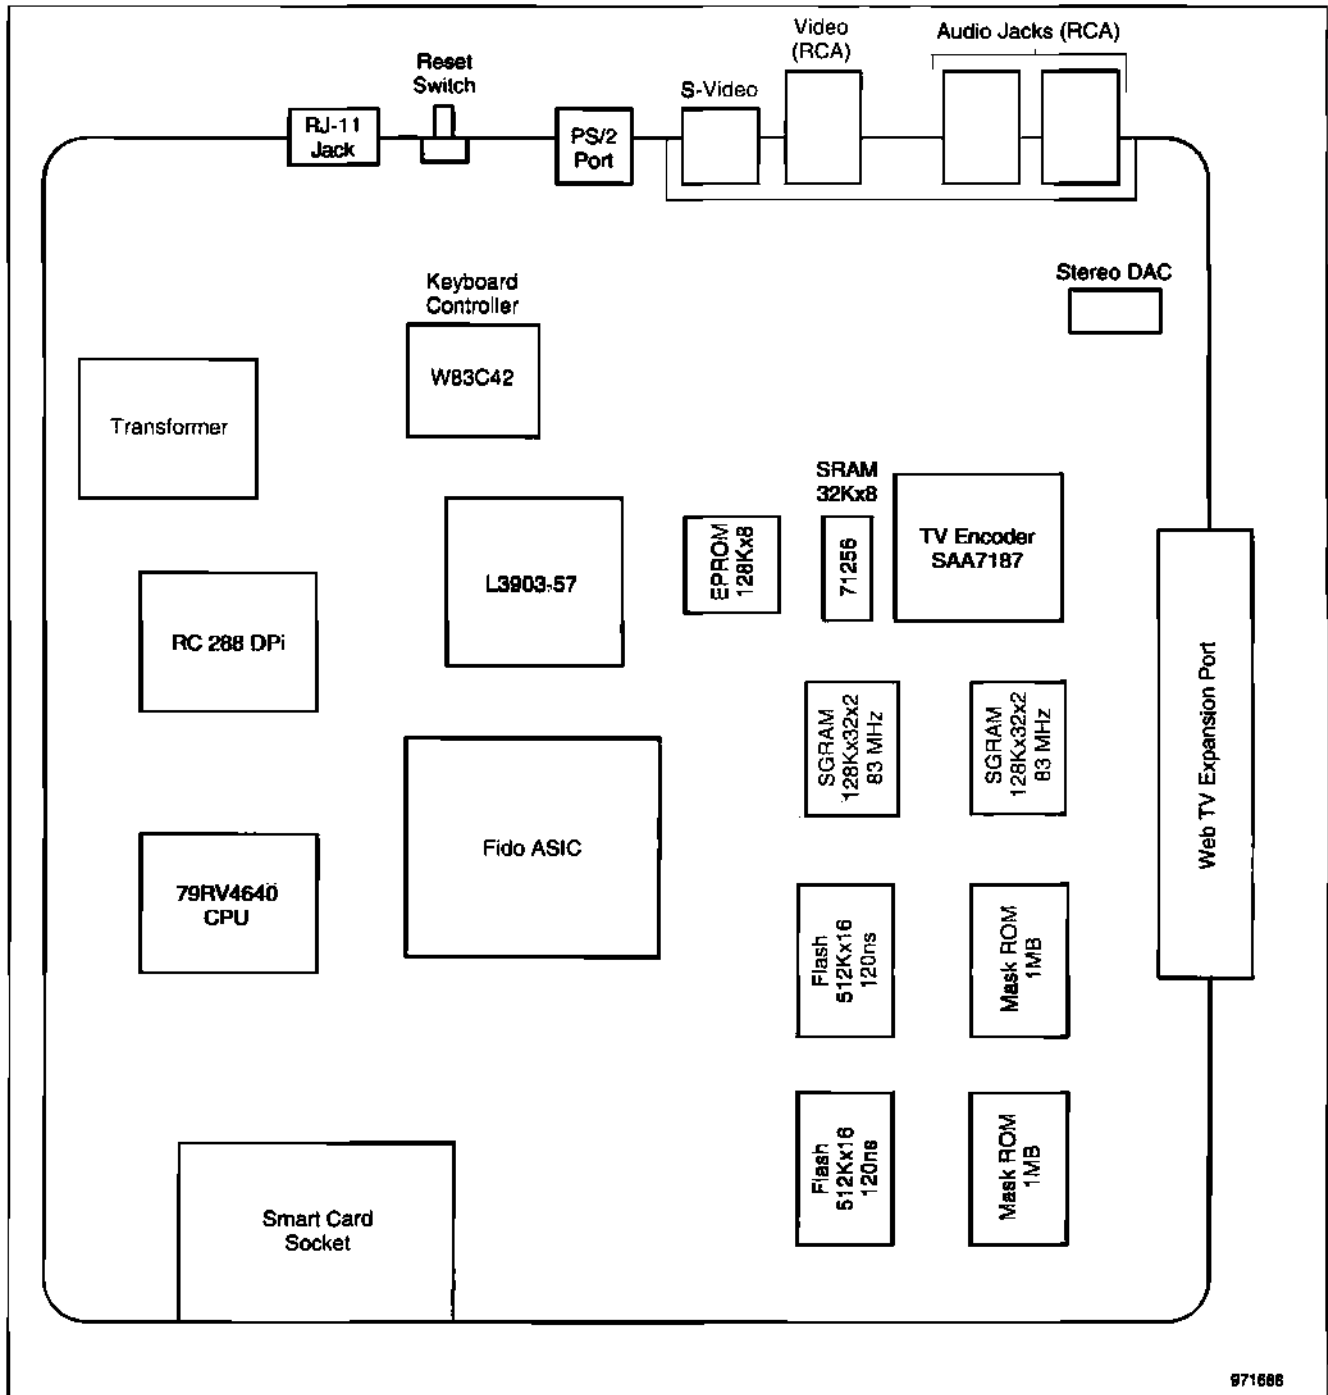 Video
(RCA)
Audio Jacks (RCA)
Reset
Switch
S-Video
RJ-11
Jack
PS/2
Port
Stereo DAC
Keyboard
Controller
W83C42
Transformer
SRAM
32Kx8
L3903-57
EPROM
128Kx8
71256
TV Encoder
SAA7187
RC 288 DPi
SGRAM
128Kx32x2
83 MHz
SGRAM
128Kx32x2
83 MHz
Web TV Expansion Port
Fido ASIC
79RV4640
CPU
Flash
512Kx16
120ns
Mask ROM
1MB
Flash
512Kx16
120ns
Mask ROM
1MB
Smart Card
Socket
971686